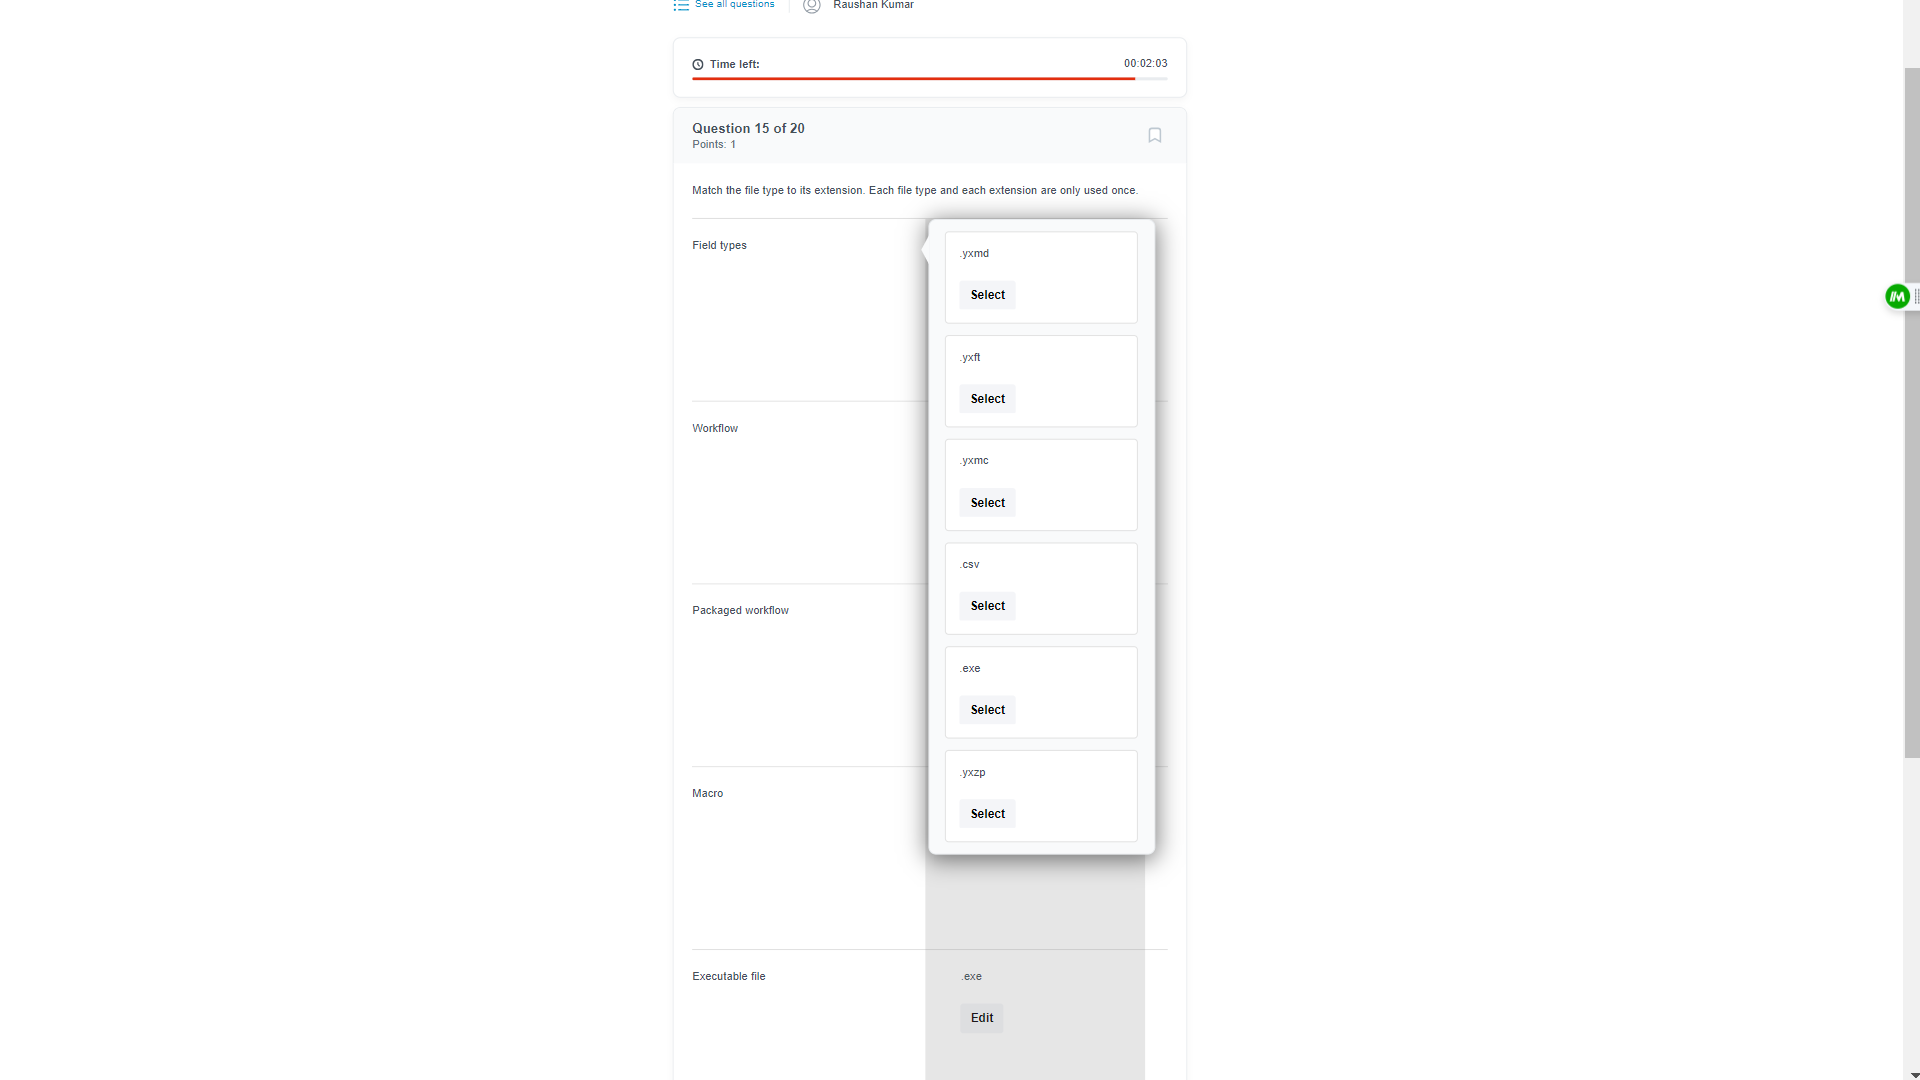 See all questions
Raushan Kumar
Time left:
00:02:03
Question 15 of 20
Points: 1
Match the file type to its extension. Each file type and each extension are only used once.
Field types
.yxmd
Select
.yxft
Select
Workflow
.yxmc
Select
.csv
Select
Packaged workflow
.exe
Select
.yxzp
Select
Macro
Executable file
.exe
Edit